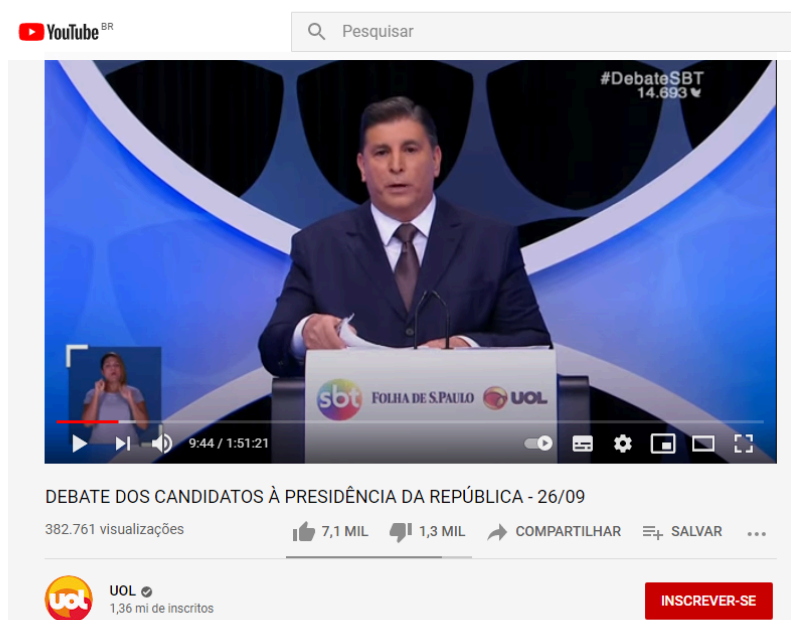 YouTube BR
Pesquisar
#DebateSBT
14.693
sbt FOLHA DE S.PAULO UOL
9:44 / 1:51:21
DEBATE DOS CANDIDATOS À PRESIDÊNCIA DA REPÚBLICA - 26/09
382.761 visualizações
7,1 MIL
1,3 MIL
COMPARTILHAR
SALVAR
uol
UOL
1,36 mi de inscritos
INSCREVER-SE